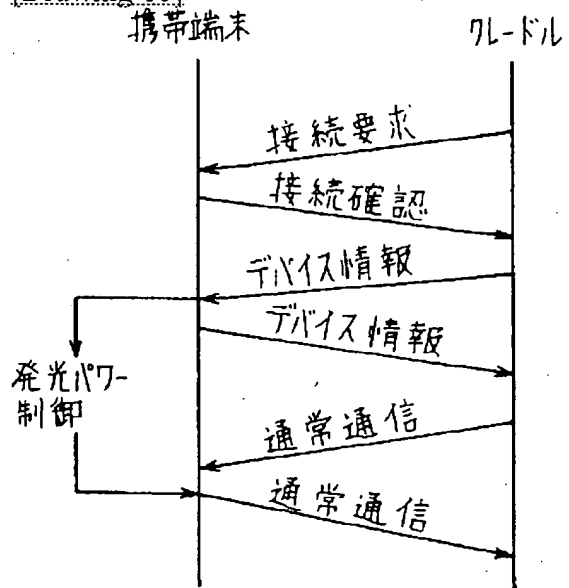 携帯端末
クレードル
接続要求
接続確認
デバイス情報
デバイス情報
発光パワー
制御
通常通信
通常通信